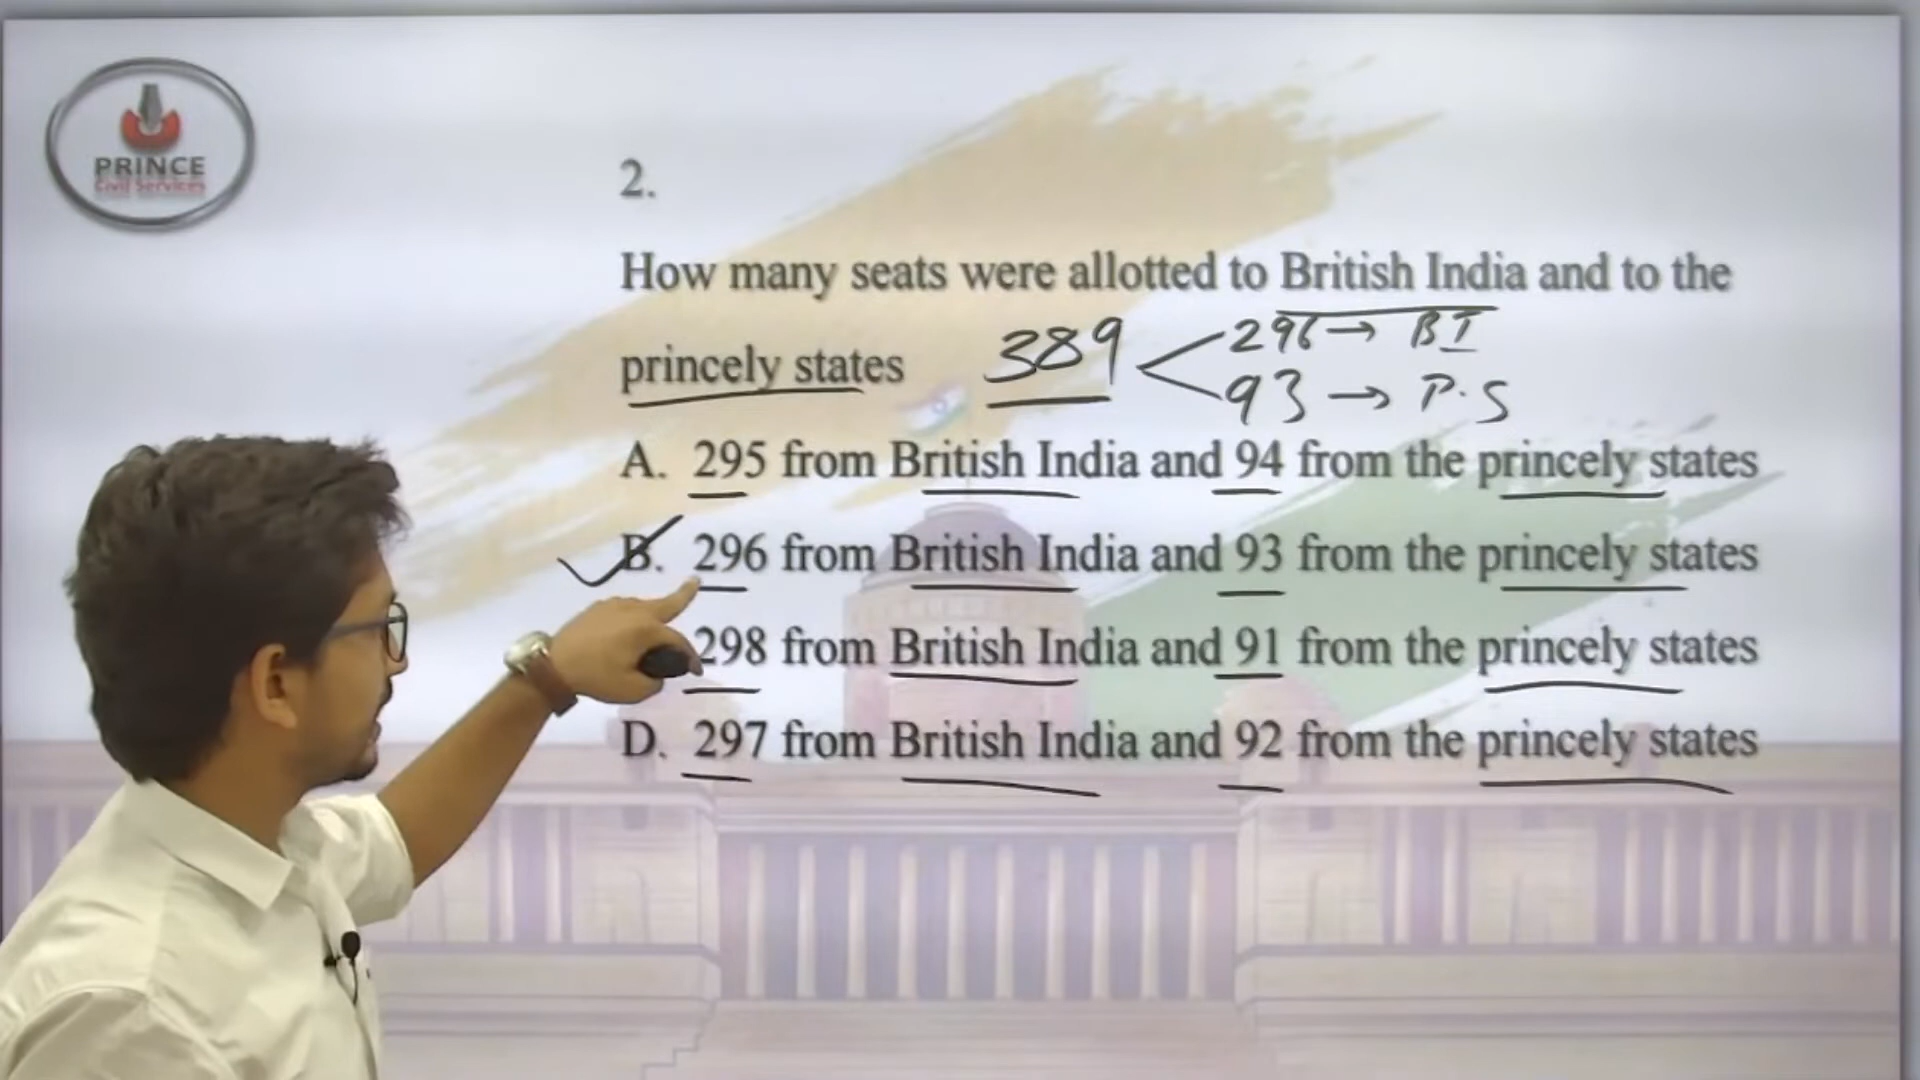 PRINCE
Civil Services
2.
How many seats were allotted to British India and to the
princely states 389 < 296 → BI
93 → P.S
A. 295 from British India and 94 from the princely states
B. 296 from British India and 93 from the princely states
298 from British India and 91 from the princely states
D. 297 from British India and 92 from the princely states